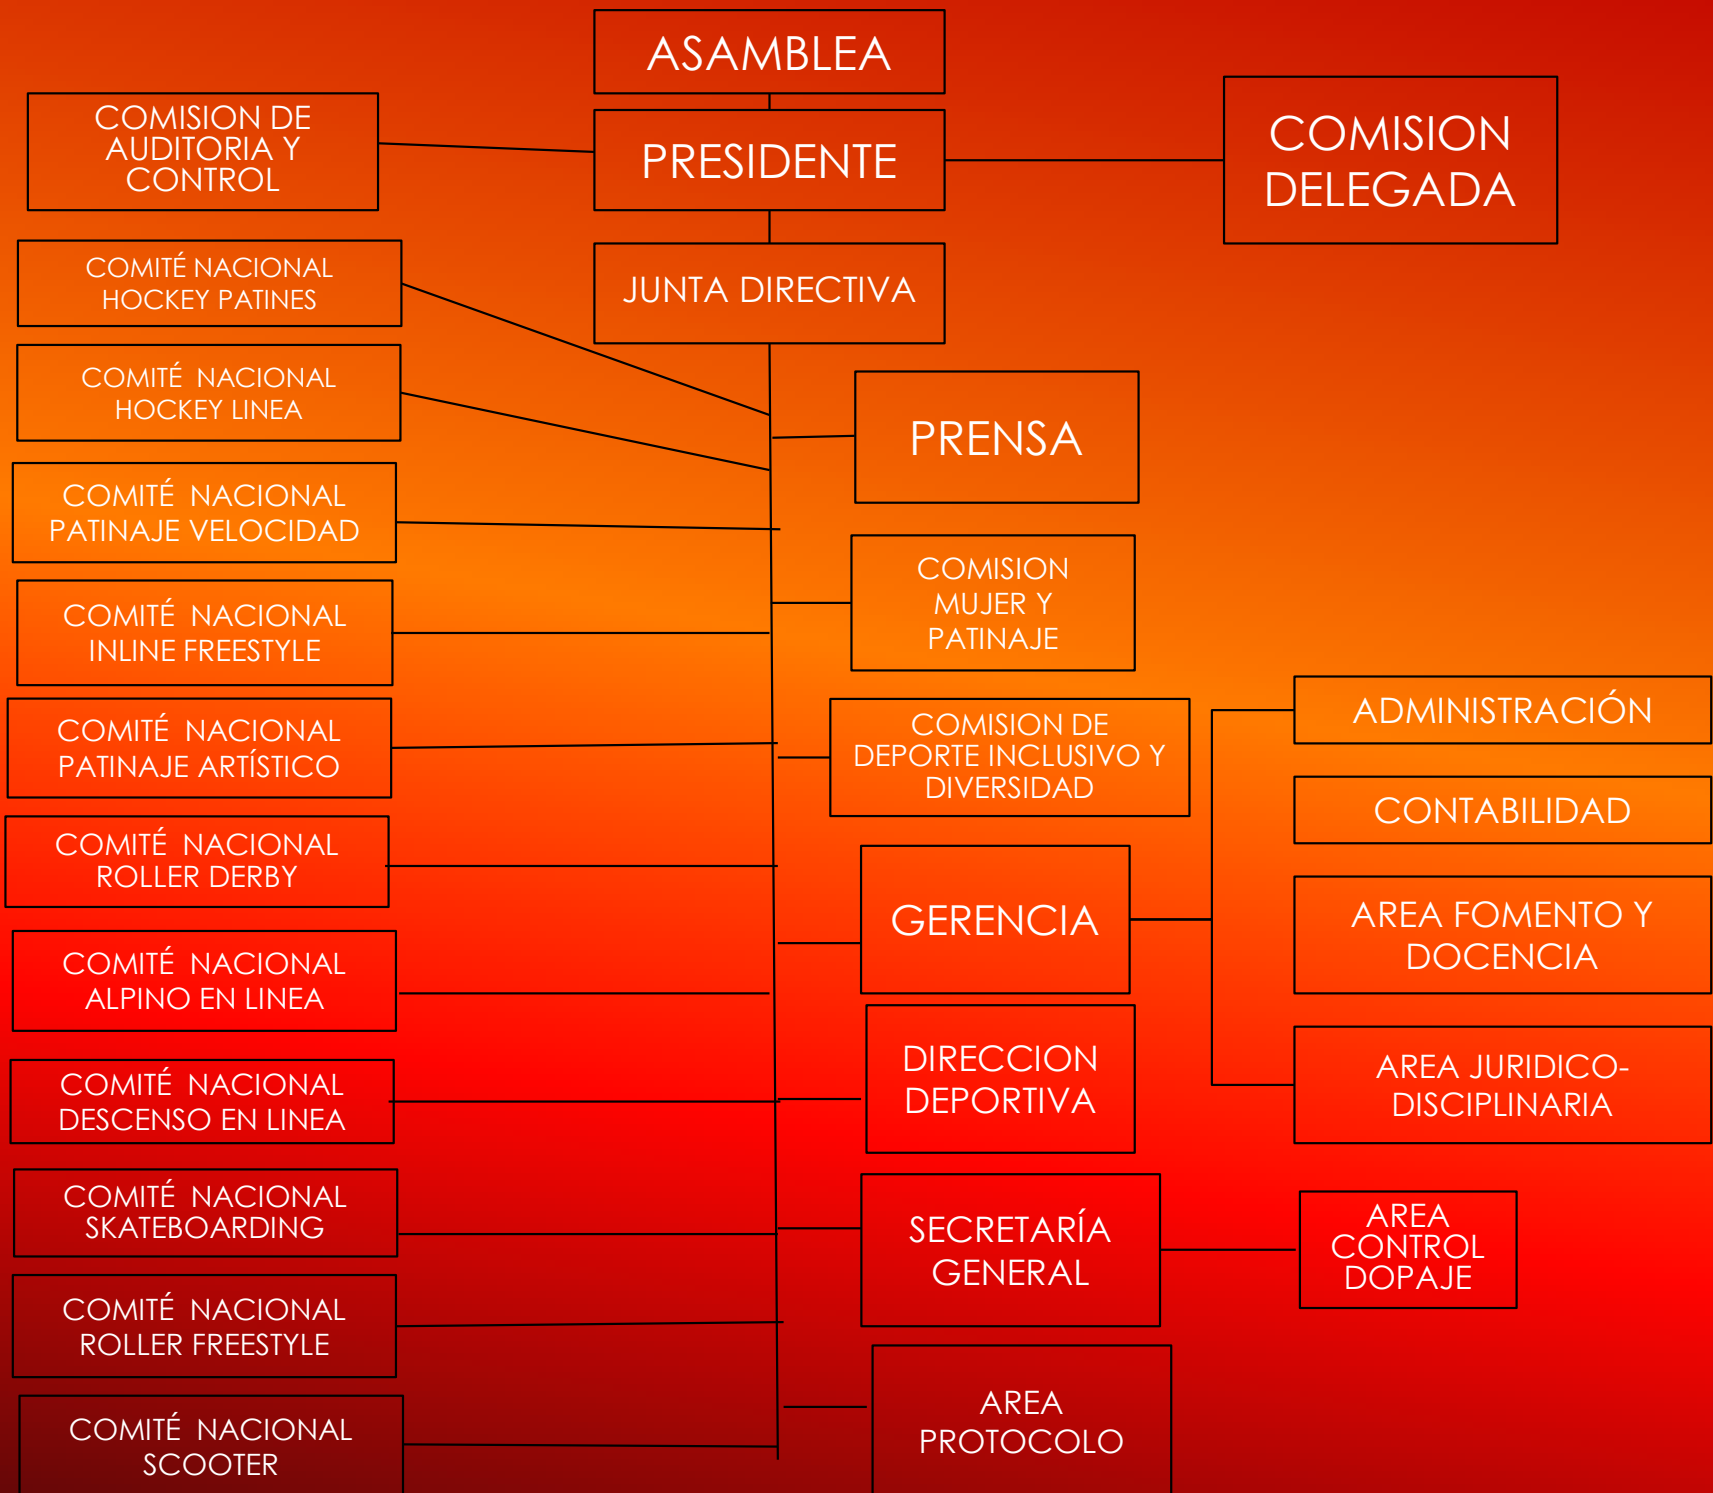 ASAMBLEA
COMISION DE
AUDITORIA Y
CONTROL
PRESIDENTE
COMISION
DELEGADA
COMITÉ NACIONAL
HOCKEY PATINES
JUNTA DIRECTIVA
COMITÉ NACIONAL
HOCKEY LINEA
PRENSA
COMITÉ NACIONAL
PATINAJE VELOCIDAD
COMISION
MUJER Y
PATINAJE
COMITÉ NACIONAL
INLINE FREESTYLE
COMITÉ NACIONAL
PATINAJE ARTÍSTICO
COMISION DE
DEPORTE INCLUSIVO Y
DIVERSIDAD
ADMINISTRACIÓN
CONTABILIDAD
COMITÉ NACIONAL
ROLLER DERBY
GERENCIA
AREA FOMENTO Y
DOCENCIA
COMITÉ NACIONAL
ALPINO EN LINEA
DIRECCION
DEPORTIVA
AREA JURIDICO-
DISCIPLINARIA
COMITÉ NACIONAL
DESCENSO EN LINEA
COMITÉ NACIONAL
SKATEBOARDING
SECRETARÍA
GENERAL
AREA
CONTROL
DOPAJE
COMITÉ NACIONAL
ROLLER FREESTYLE
AREA
PROTOCOLO
COMITÉ NACIONAL
SCOOTER